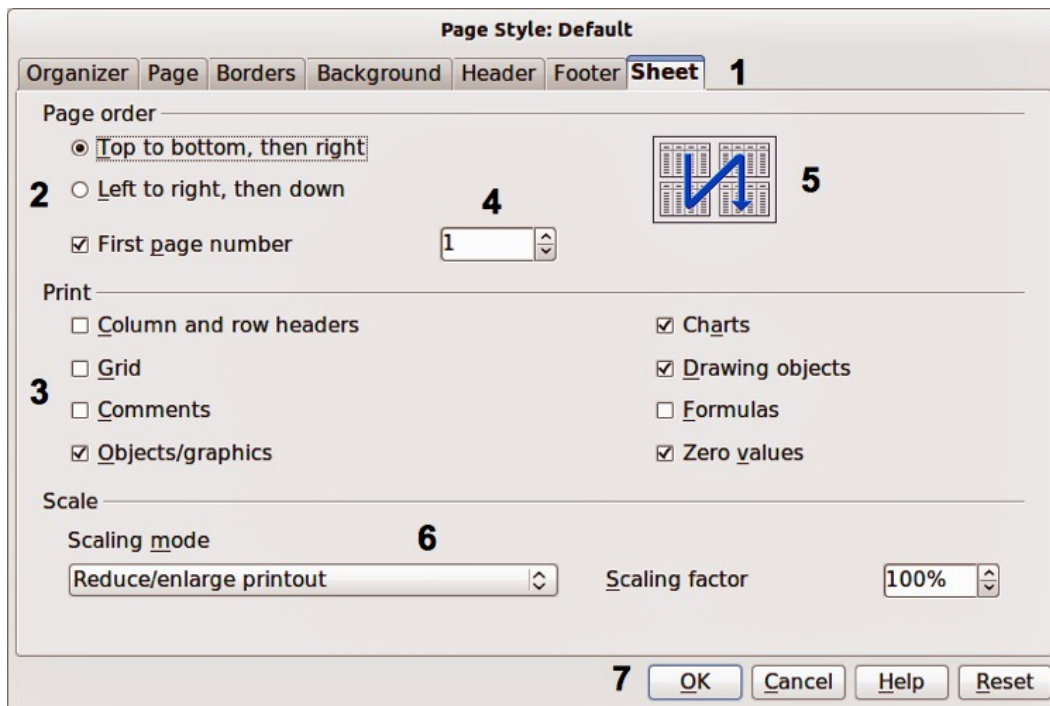 Page Style: Default
Organizer Page Borders Background Header Footer Sheet 1
Page order
Top to bottom, then right
2 Left to right, then down 4 5
First page number 1
Print
Column and row headers Charts
Grid Drawing objects
3
Comments Formulas
Objects/graphics Zero values
Scale
Scaling mode 6
Reduce/enlarge printout Scaling factor 100%
7 OK Cancel Help Reset